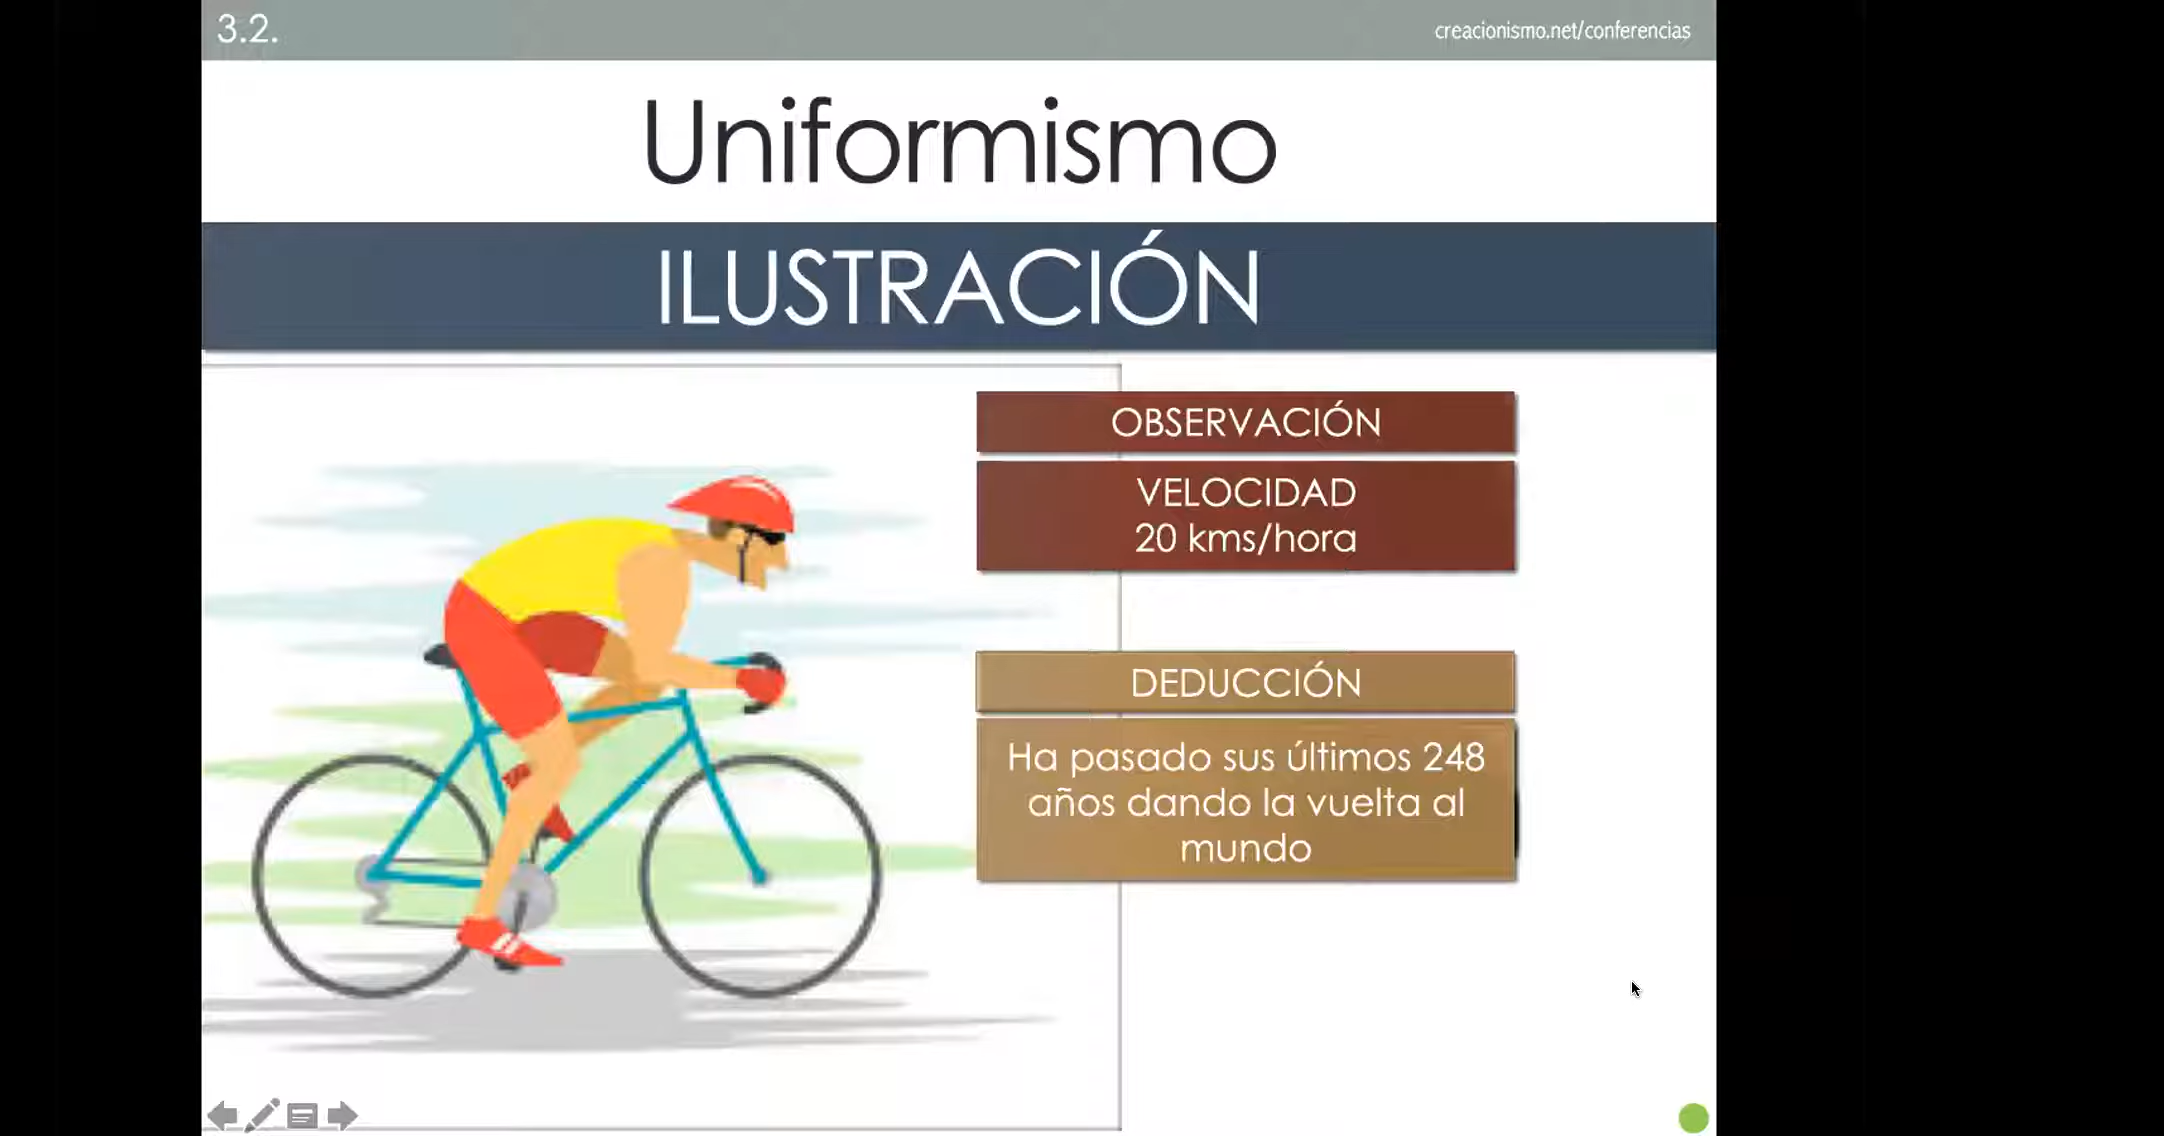 3.2.
creacionismo.net/conferencias
Uniformismo
ILUSTRACIÓN
OBSERVACIÓN
VELOCIDAD
20 kms/hora
DEDUCCIÓN
Ha pasado sus últimos 248
años dando la vuelta al
mundo